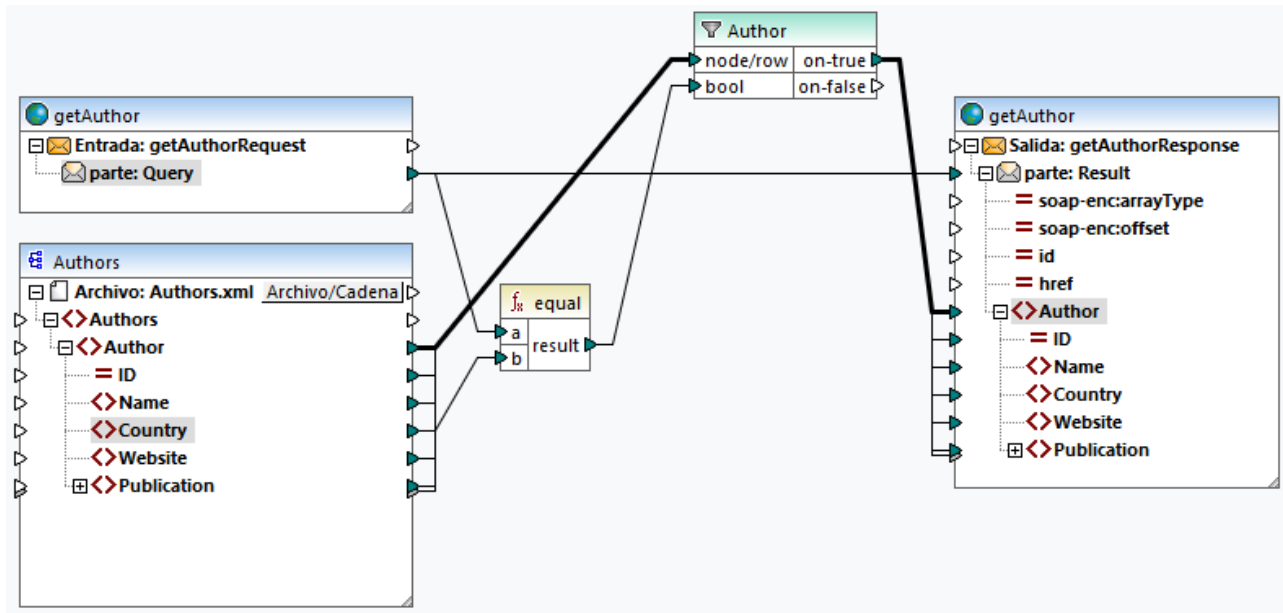 Author
node/row on-true
bool on-false
getAuthor
Entrada: getAuthorRequest
parte: Query
Authors
Archivo: Authors.xml Archivo/Cadena
Authors
Author
ID
Name
Country
Website
Publication
fx equal
a
result
b
getAuthor
Salida: getAuthorResponse
parte: Result
soap-enc:arrayType
soap-enc:offset
id
href
Author
ID
Name
Country
Website
Publication